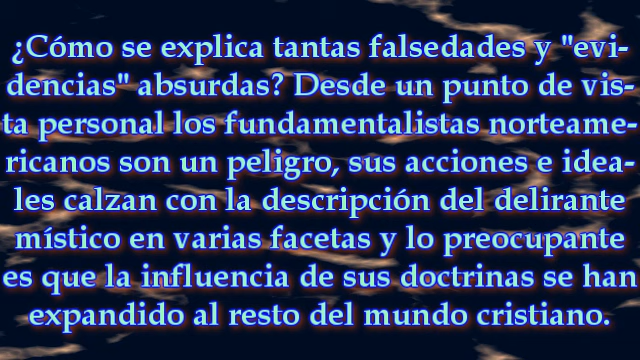 ¿Cómo se explica tantas falsedades y "evi-
dencias" absurdas? Desde un punto de vis-
ta personal los fundamentalistas norteame-
ricanos son un peligro, sus acciones e idea-
les calzan con la descripción del delirante
místico en varias facetas y lo preocupante
es que la influencia de sus doctrinas se han
expandido al resto del mundo cristiano.